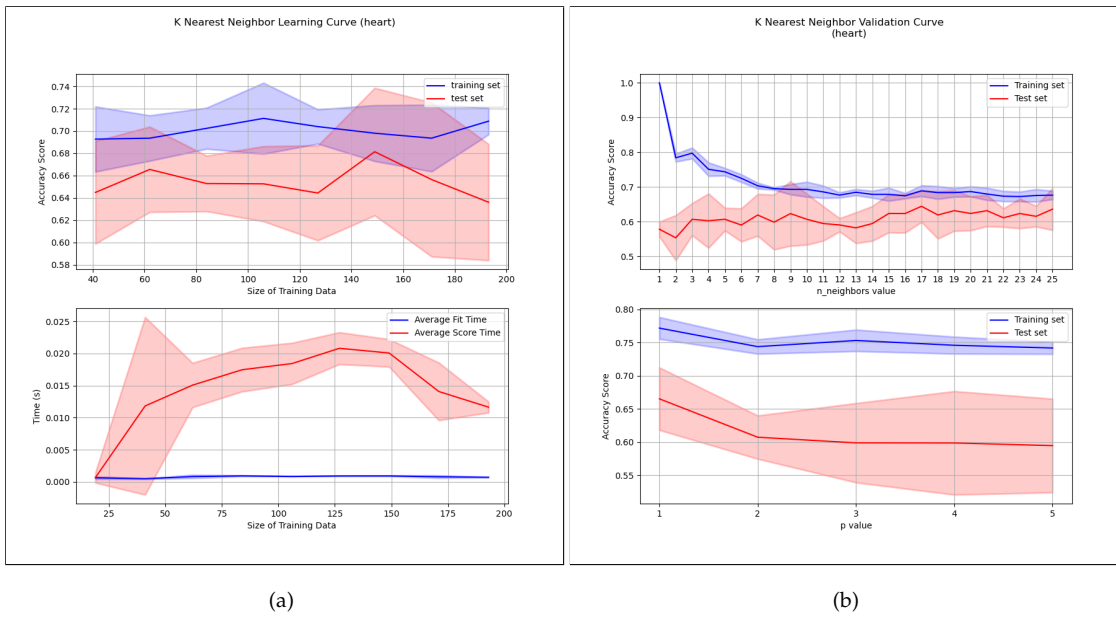 K Nearest Neighbor Learning Curve (heart)
training set
test set
Accuracy Score
0.74
0.72
0.70
0.68
0.66
0.64
0.62
0.60
0.58
40 60 80 100 120 140 160 180 200
Size of Training Data
Average Fit Time
Average Score Time
Time (s)
0.025
0.020
0.015
0.010
0.005
0.000
25 50 75 100 125 150 175 200
Size of Training Data
(a)
K Nearest Neighbor Validation Curve
(heart)
Training set
Test set
Accuracy Score
1.0
0.9
0.8
0.7
0.6
0.5
1 2 3 4 5 6 7 8 9 10 11 12 13 14 15 16 17 18 19 20 21 22 23 24 25
n_neighbors value
Training set
Test set
Accuracy Score
0.80
0.75
0.70
0.65
0.60
0.55
1 2 3 4 5
p value
(b)